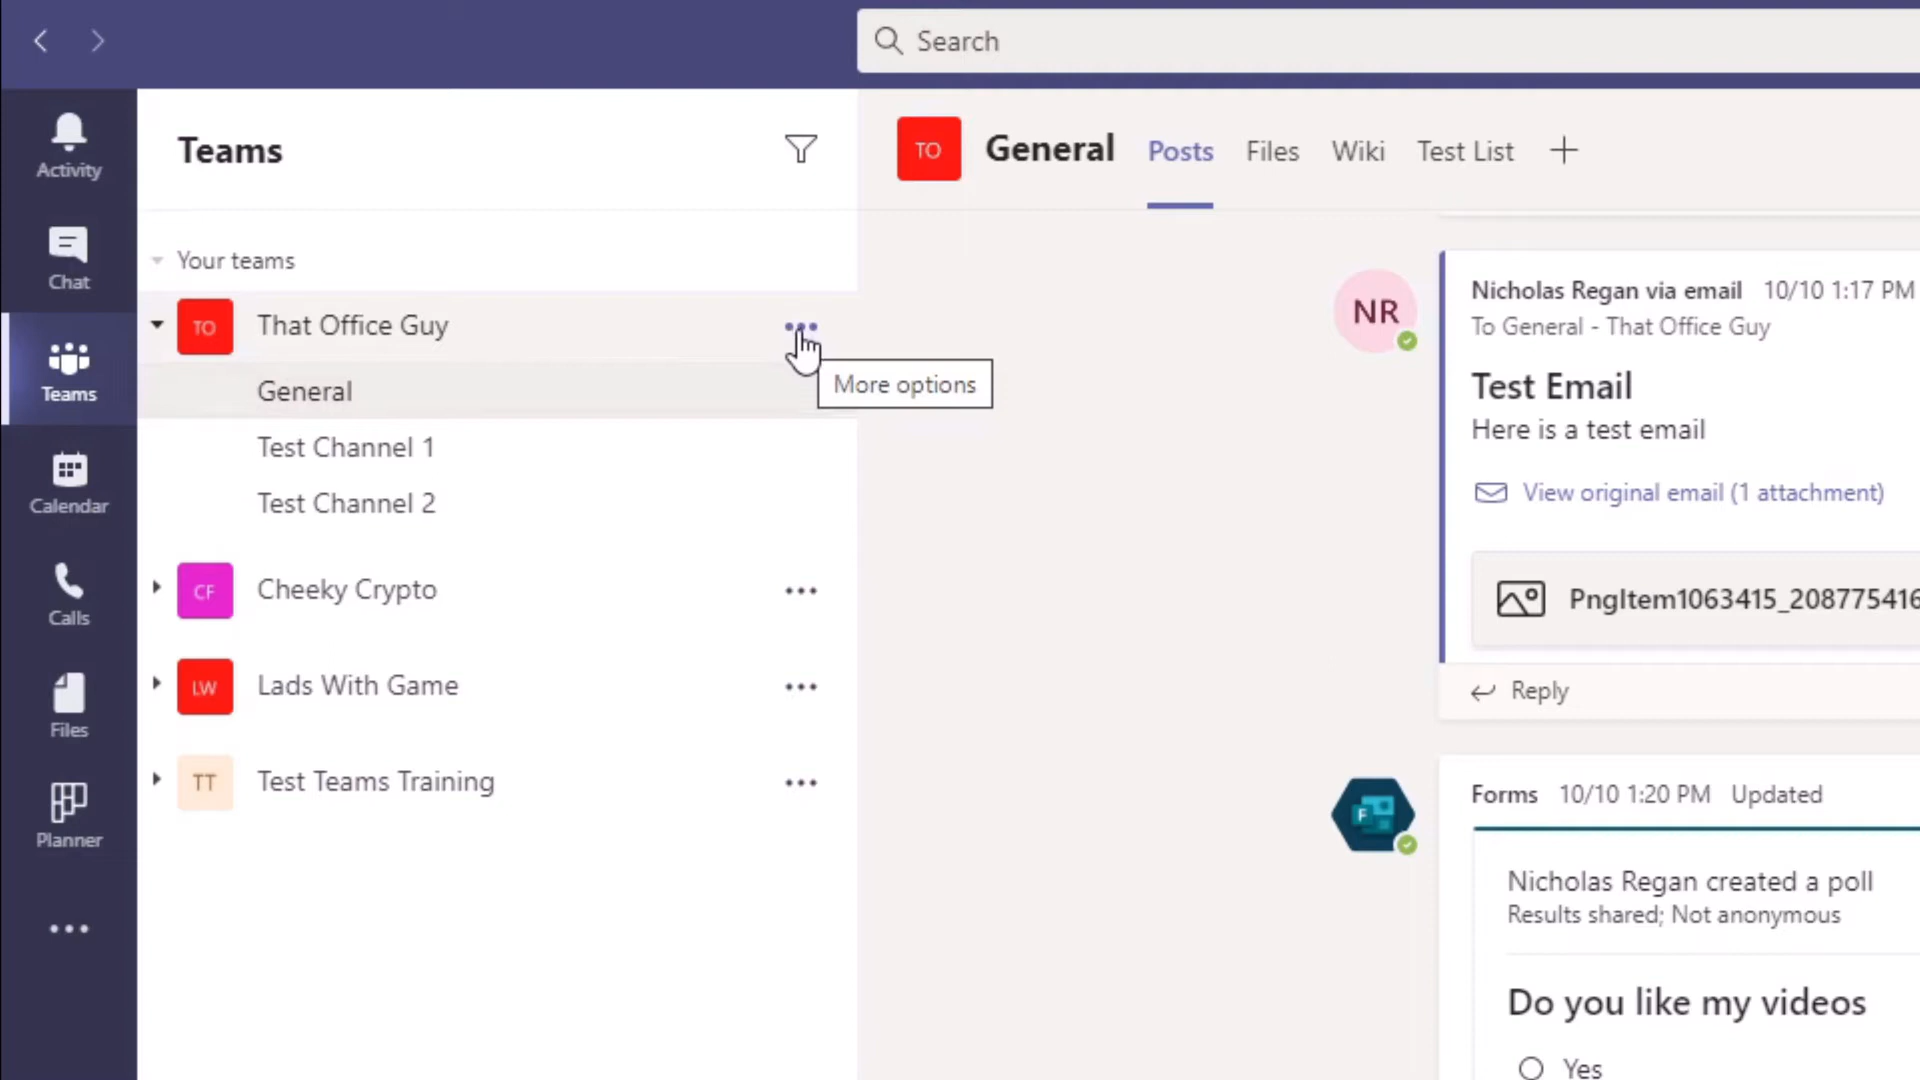 Search
Activity
Chat
Teams
Calendar
Calls
Files
Planner
Teams
Your teams
TO
That Office Guy
More options
General
Test Channel 1
Test Channel 2
CF
Cheeky Crypto
LW
Lads With Game
TT
Test Teams Training
TO
General
Posts
Files
Wiki
Test List
NR
Nicholas Regan via email 10/10 1:17 PM
To General - That Office Guy
Test Email
Here is a test email
View original email (1 attachment)
PngItem1063415_208775416
Reply
F
Forms 10/10 1:20 PM Updated
Nicholas Regan created a poll
Results shared; Not anonymous
Do you like my videos
Yes